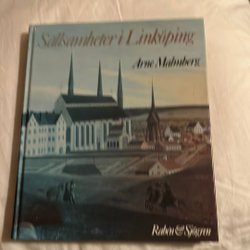 Sällsamheter i Linköping
Arne Malmberg
Rabén & Sjögren